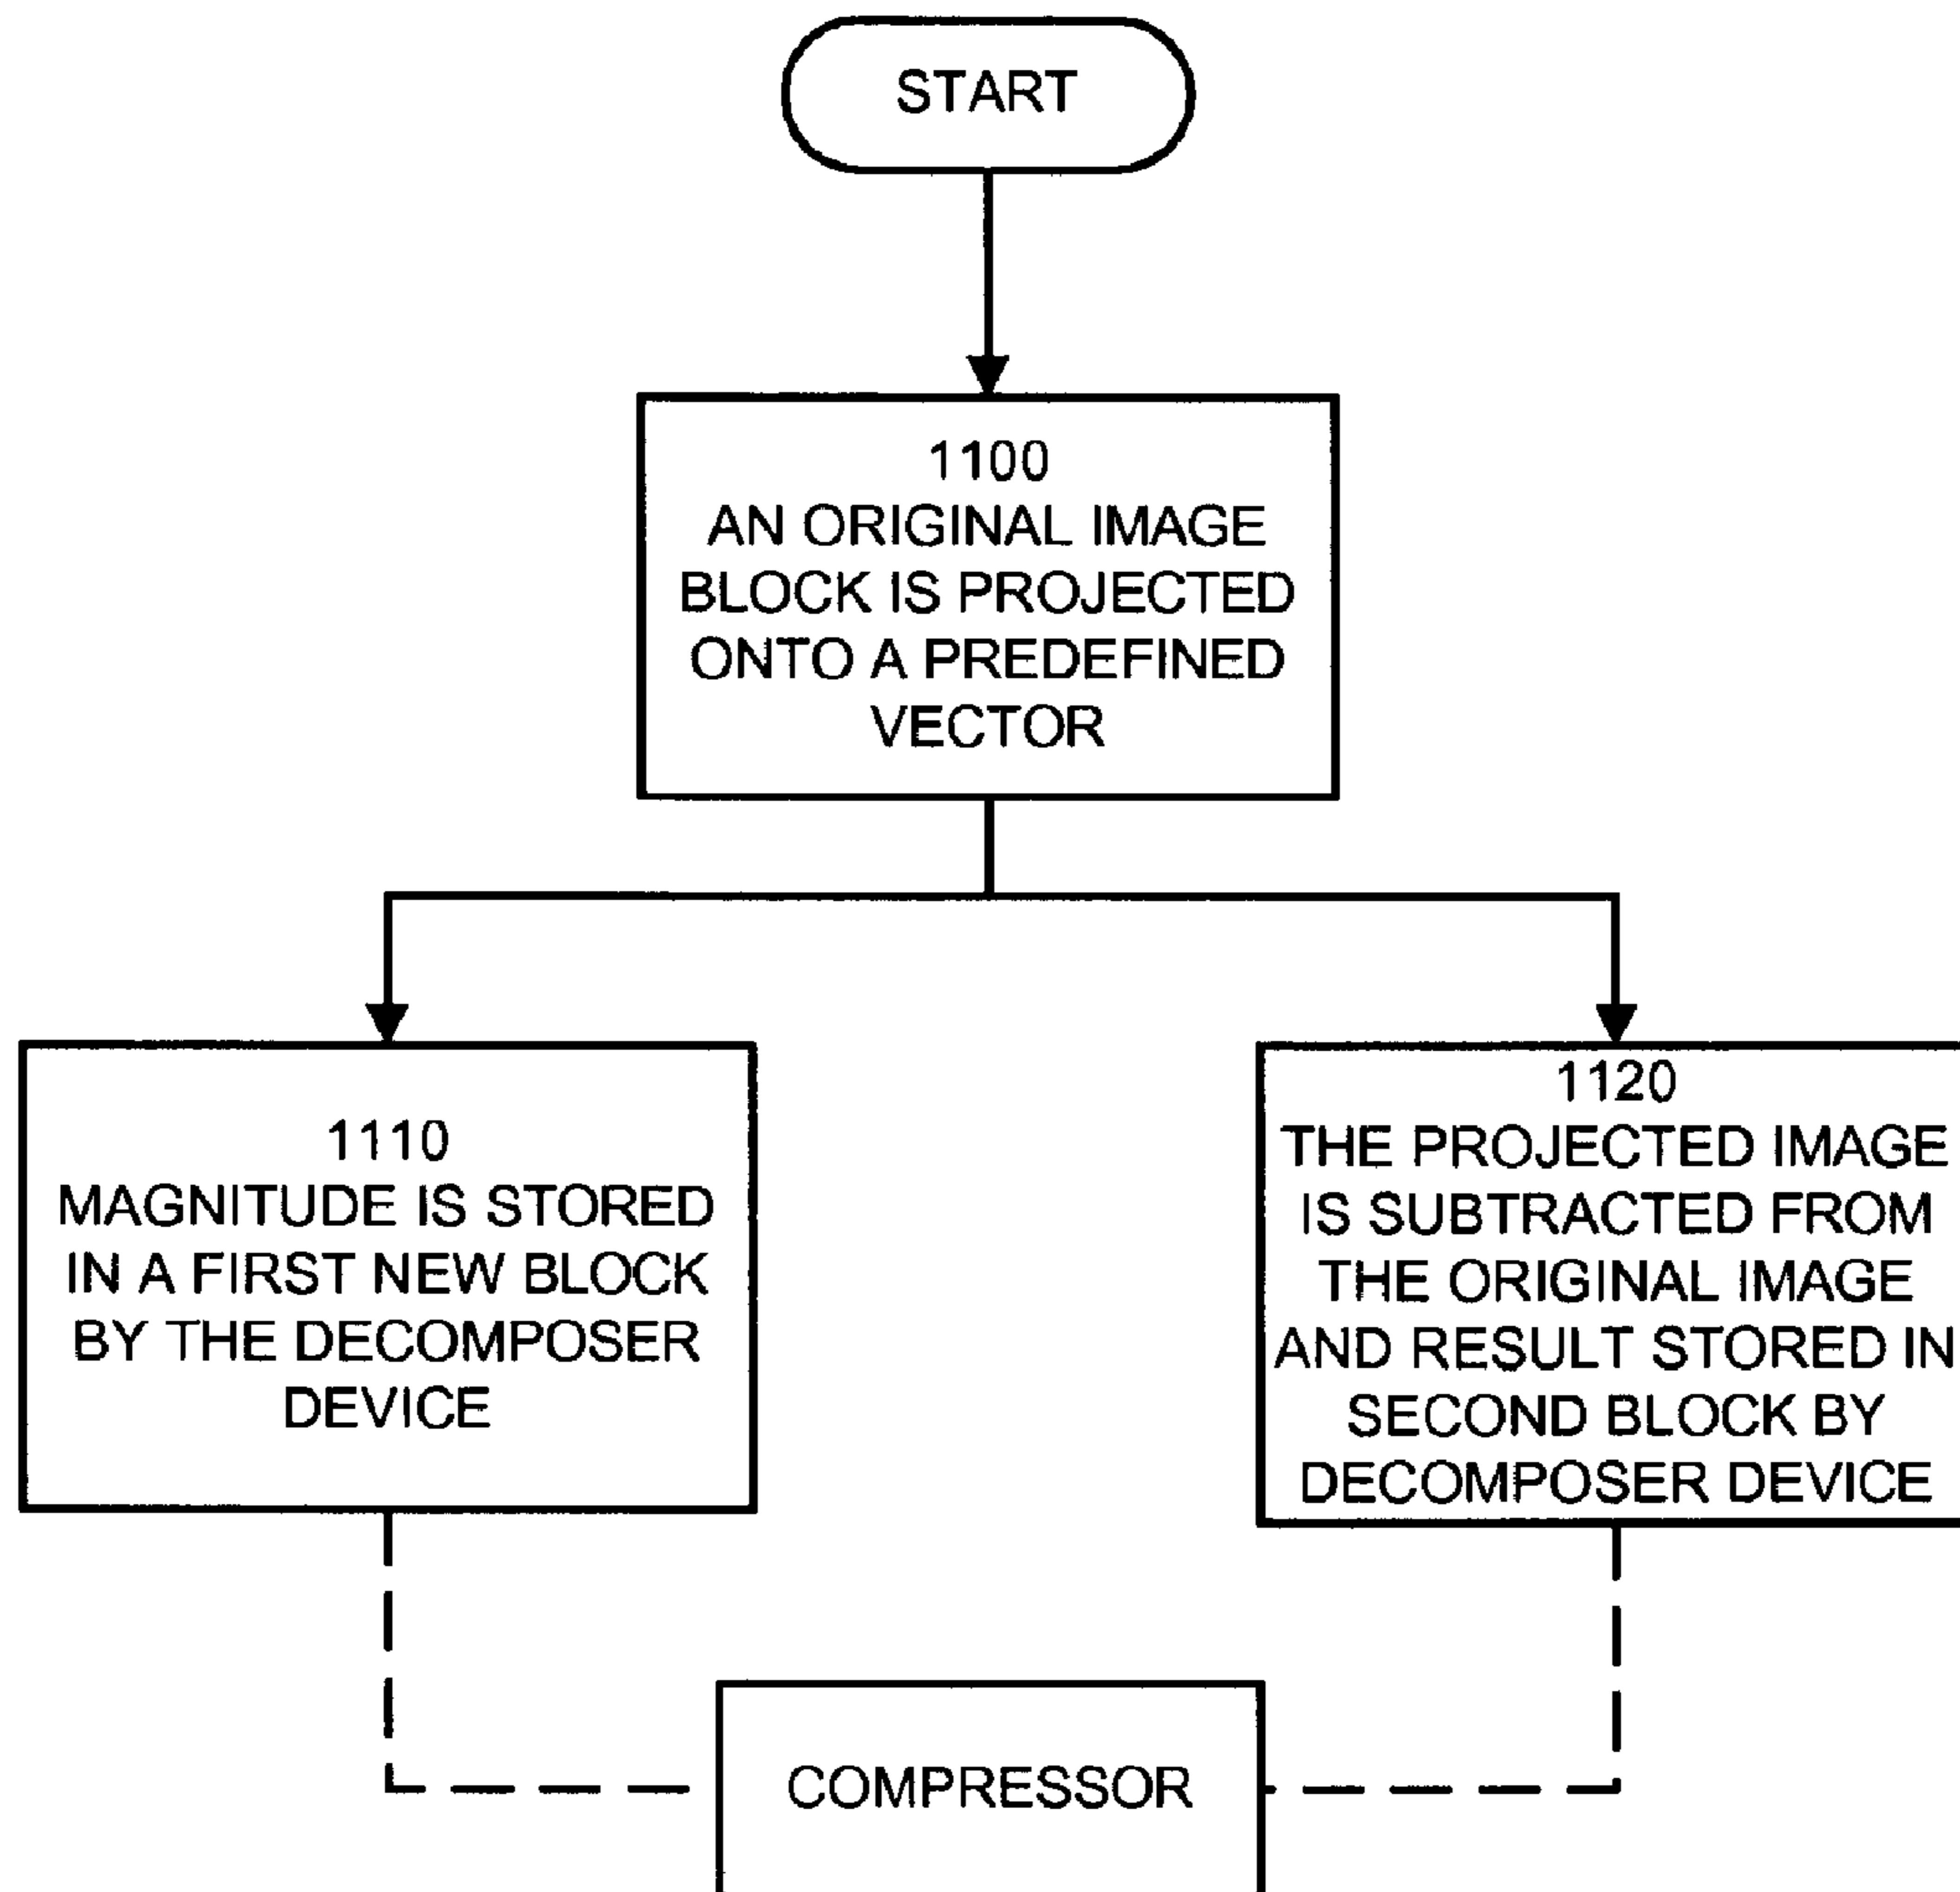 START
1100
AN ORIGINAL IMAGE
BLOCK IS PROJECTED
ONTO A PREDEFINED
VECTOR
1110
MAGNITUDE IS STORED
IN A FIRST NEW BLOCK
BY THE DECOMPOSER
DEVICE
1120
THE PROJECTED IMAGE
IS SUBTRACTED FROM
THE ORIGINAL IMAGE
AND RESULT STORED IN
SECOND BLOCK BY
DECOMPOSER DEVICE
COMPRESSOR